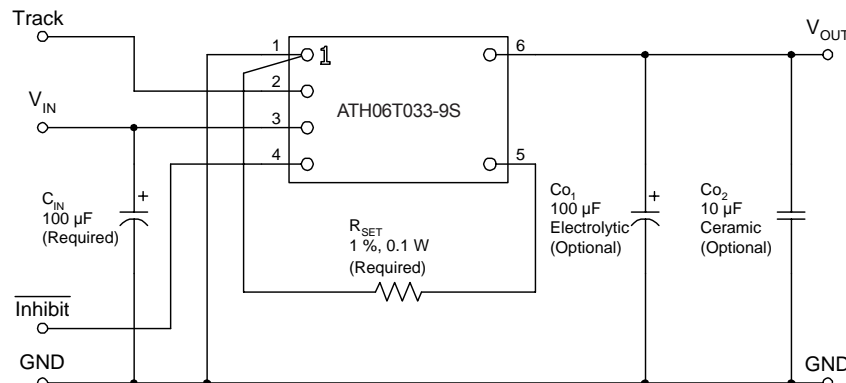 Track
1
1
6
V_OUT
2
V_IN
3
ATH06T033-9S
4
5
C_IN
100 µF
(Required)
+
R_SET
1 %, 0.1 W
(Required)
Co_1
100 µF
Electrolytic
(Optional)
+
Co_2
10 µF
Ceramic
(Optional)
Inhibit
GND
GND